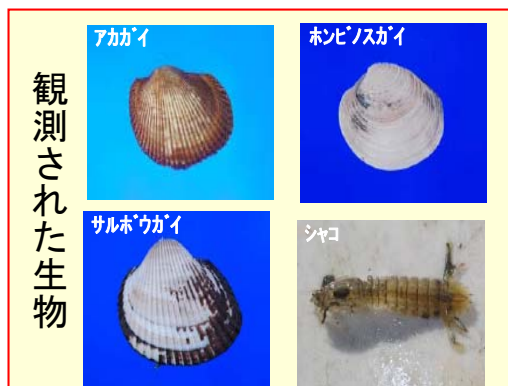 観測された生物
アカガイ
ホンビノスガイ
サルボウガイ
シャコ